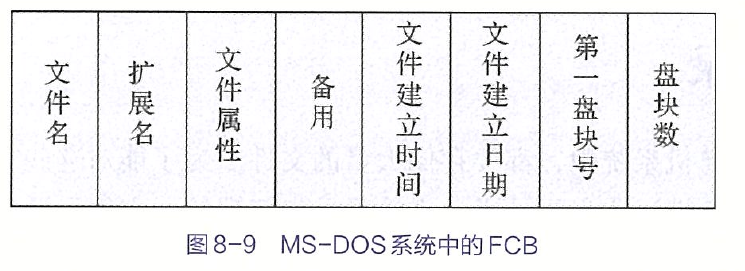 文件名
扩展名
文件属性
备用
文件建立时间
文件建立日期
第一盘块号
盘块数
图8-9 MS-DOS系统中的FCB